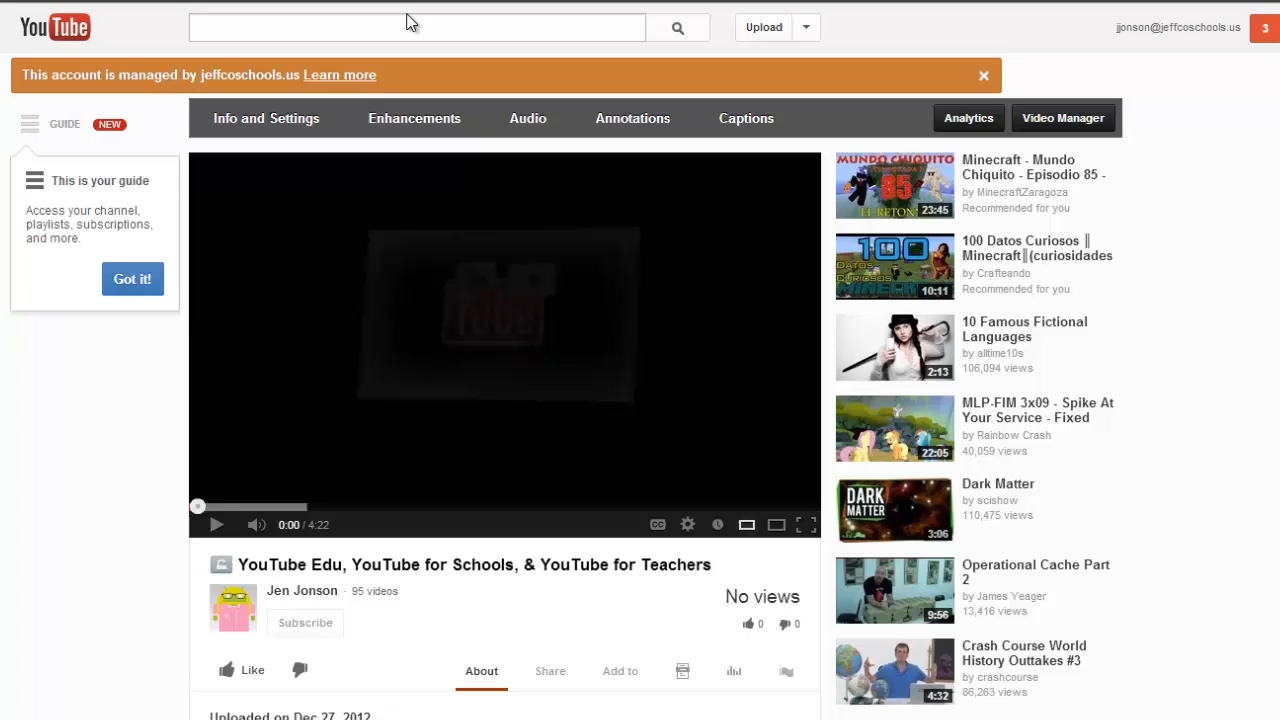 YouTube
Upload
jjonson@jeffcoschools.us
3
This account is managed by jeffcoschools.us Learn more
GUIDE NEW
Info and Settings
Enhancements
Audio
Annotations
Captions
Analytics
Video Manager
This is your guide
Access your channel,
playlists, subscriptions,
and more.
Got it!
0:00 / 4:22
CC
YouTube Edu, YouTube for Schools, & YouTube for Teachers
Jen Jonson · 95 videos
Subscribe
No views
0
0
Like
About
Share
Add to
Uploaded on Dec 27, 2012
MUNDO CHIQUITO
85
23:45
Minecraft - Mundo
Chiquito - Episodio 85 -
by MinecraftZaragoza
Recommended for you
100
DATOS
CURIOSOS
10:11
100 Datos Curiosos ║
Minecraft║(curiosidades
by Crafteando
Recommended for you
2:13
10 Famous Fictional
Languages
by alltime10s
106,094 views
22:05
MLP-FIM 3x09 - Spike At
Your Service - Fixed
by Rainbow Crash
40,059 views
DARK
MATTER
3:06
Dark Matter
by scishow
110,475 views
9:56
Operational Cache Part
2
by James Yeager
13,416 views
4:32
Crash Course World
History Outtakes #3
by crashcourse
86,263 views